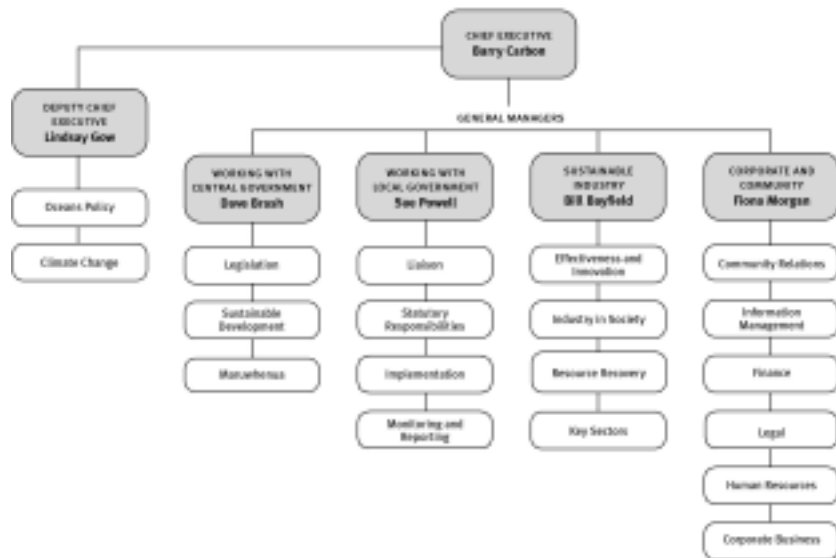 CHIEF EXECUTIVE
Barry Carbon
DEPUTY CHIEF
EXECUTIVE
Lindsay Gow
GENERAL MANAGERS
WORKING WITH
CENTRAL GOVERNMENT
Dave Brash
WORKING WITH
LOCAL GOVERNMENT
Sue Powell
SUSTAINABLE
INDUSTRY
Bill Bayfield
CORPORATE AND
COMMUNITY
Fiona Morgan
Oceans Policy
Climate Change
Legislation
Sustainable
Development
Maruwhenua
Liaison
Statutory
Responsibilities
Implementation
Monitoring and
Reporting
Effectiveness and
Innovation
Industry in Society
Resource Recovery
Key Sectors
Community Relations
Information
Management
Finance
Legal
Human Resources
Corporate Business